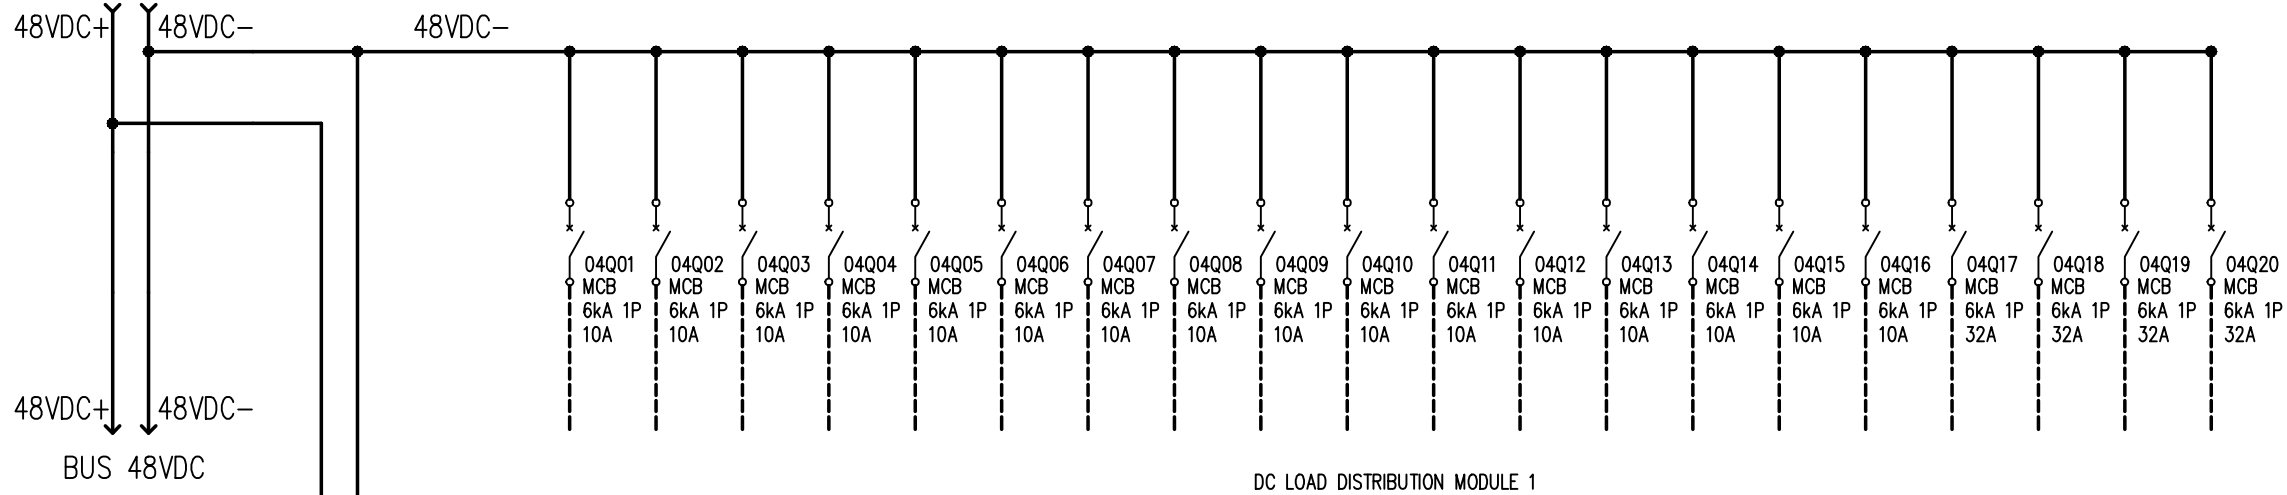 48VDC+
48VDC-
48VDC-
04Q01
MCB
6kA 1P
10A
04Q02
MCB
6kA 1P
10A
04Q03
MCB
6kA 1P
10A
04Q04
MCB
6kA 1P
10A
04Q05
MCB
6kA 1P
10A
04Q06
MCB
6kA 1P
10A
04Q07
MCB
6kA 1P
10A
04Q08
MCB
6kA 1P
10A
04Q09
MCB
6kA 1P
10A
04Q10
MCB
6kA 1P
10A
04Q11
MCB
6kA 1P
10A
04Q12
MCB
6kA 1P
10A
04Q13
MCB
6kA 1P
10A
04Q14
MCB
6kA 1P
10A
04Q15
MCB
6kA 1P
10A
04Q16
MCB
6kA 1P
10A
04Q17
MCB
6kA 1P
32A
04Q18
MCB
6kA 1P
32A
04Q19
MCB
6kA 1P
32A
04Q20
MCB
6kA 1P
32A
48VDC+
48VDC-
BUS 48VDC
DC LOAD DISTRIBUTION MODULE 1